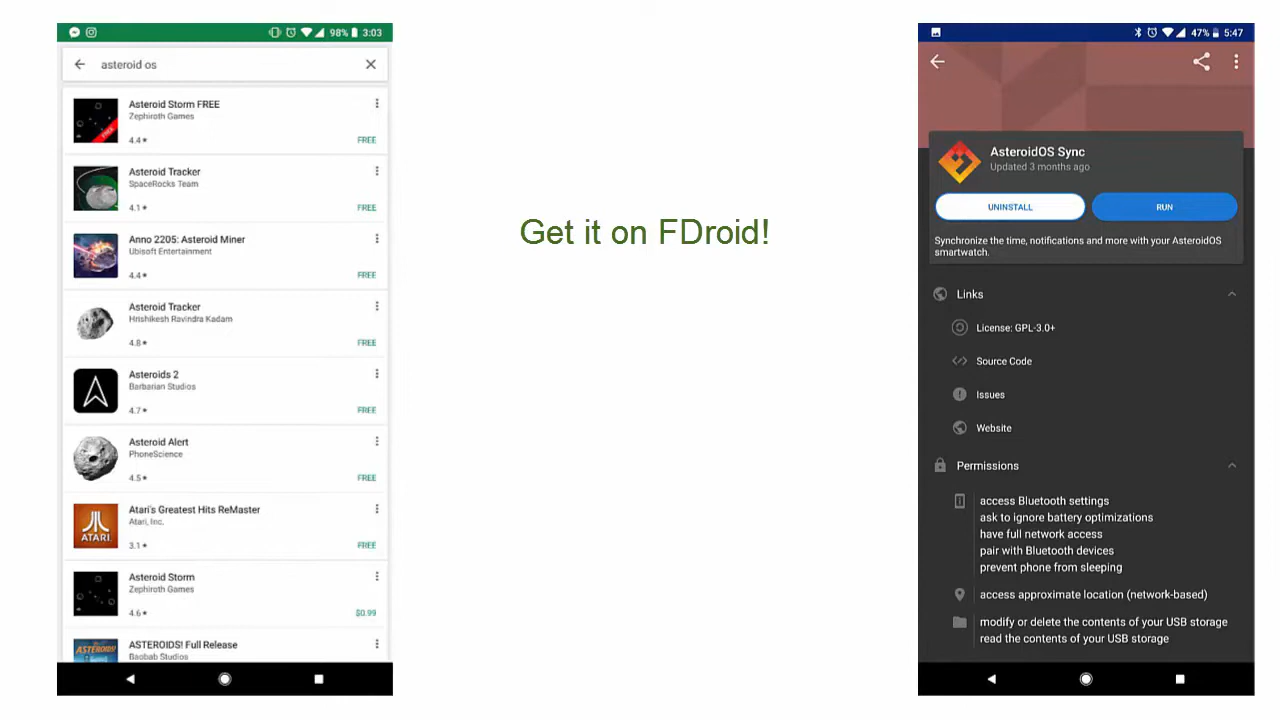 98% 3:03
asteroid os
Asteroid Storm FREE
Zephiroth Games
4.4★
FREE
Asteroid Tracker
SpaceRocks Team
4.1★
FREE
Anno 2205: Asteroid Miner
Ubisoft Entertainment
4.4★
FREE
Asteroid Tracker
Hrishikesh Ravindra Kadam
4.8★
FREE
Asteroids 2
Barbarian Studios
4.7★
FREE
Asteroid Alert
PhoneScience
4.5★
FREE
ATARI
Atari's Greatest Hits ReMaster
Atari, Inc.
3.1★
FREE
Asteroid Storm
Zephiroth Games
4.6★
$0.99
ASTEROIDS!
ASTEROIDS! Full Release
Baobab Studios
Get it on FDroid!
47% 5:47
AsteroidOS Sync
Updated 3 months ago
UNINSTALL
RUN
Synchronize the time, notifications and more with your AsteroidOS
smartwatch.
Links
License: GPL-3.0+
Source Code
Issues
Website
Permissions
access Bluetooth settings
ask to ignore battery optimizations
have full network access
pair with Bluetooth devices
prevent phone from sleeping
access approximate location (network-based)
modify or delete the contents of your USB storage
read the contents of your USB storage